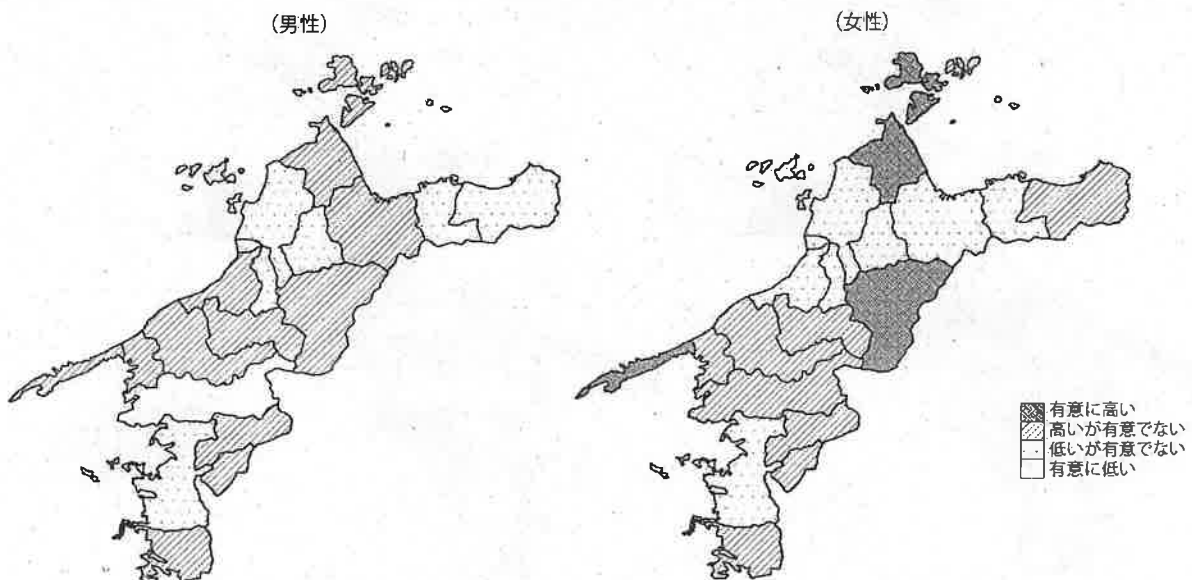 (男性)
(女性)
有意に高い
高いが有意でない
低いが有意でない
有意に低い